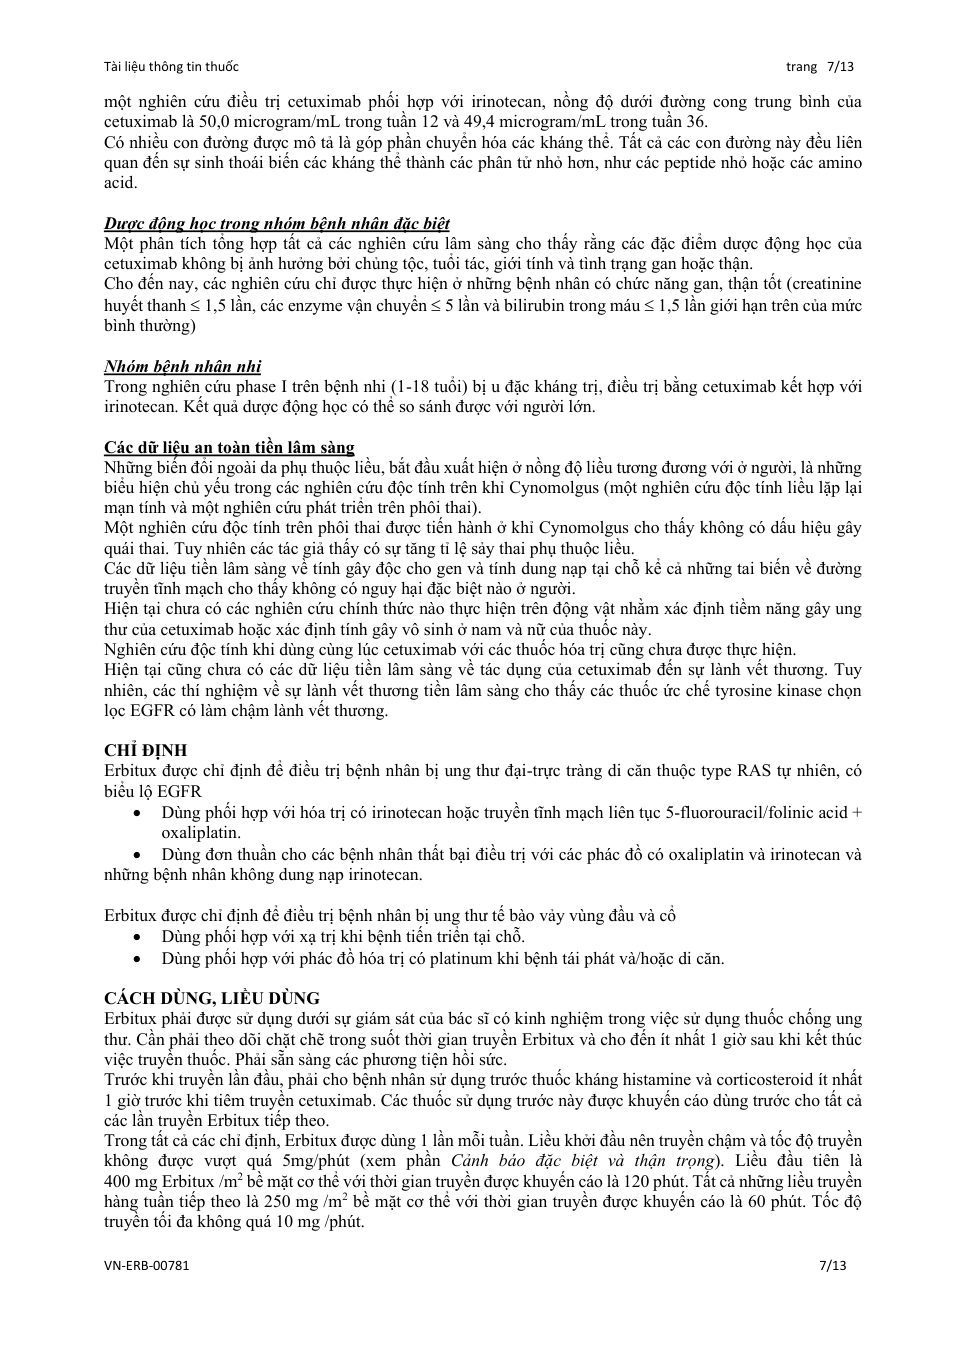 Tài liệu thông tin thuốc trang 7/13
một nghiên cứu điều trị cetuximab phối hợp với irinotecan, nồng độ dưới đường cong trung bình của
cetuximab là 50,0 microgram/mL trong tuần 12 và 49,4 microgram/mL trong tuần 36.
Có nhiều con đường được mô tả là góp phần chuyển hóa các kháng thể. Tất cả các con đường này đều liên
quan đến sự sinh thoái biến các kháng thể thành các phân tử nhỏ hơn, như các peptide nhỏ hoặc các amino
acid.
Dược động học trong nhóm bệnh nhân đặc biệt
Một phân tích tổng hợp tất cả các nghiên cứu lâm sàng cho thấy rằng các đặc điểm dược động học của
cetuximab không bị ảnh hưởng bởi chủng tộc, tuổi tác, giới tính và tình trạng gan hoặc thận.
Cho đến nay, các nghiên cứu chỉ được thực hiện ở những bệnh nhân có chức năng gan, thận tốt (creatinine
huyết thanh ≤ 1,5 lần, các enzyme vận chuyển ≤ 5 lần và bilirubin trong máu ≤ 1,5 lần giới hạn trên của mức
bình thường)
Nhóm bệnh nhân nhi
Trong nghiên cứu phase I trên bệnh nhi (1-18 tuổi) bị u đặc kháng trị, điều trị bằng cetuximab kết hợp với
irinotecan. Kết quả dược động học có thể so sánh được với người lớn.
Các dữ liệu an toàn tiền lâm sàng
Những biến đổi ngoài da phụ thuộc liều, bắt đầu xuất hiện ở nồng độ liều tương đương với ở người, là những
biểu hiện chủ yếu trong các nghiên cứu độc tính trên khỉ Cynomolgus (một nghiên cứu độc tính liều lặp lại
mạn tính và một nghiên cứu phát triển trên phôi thai).
Một nghiên cứu độc tính trên phôi thai được tiến hành ở khỉ Cynomolgus cho thấy không có dấu hiệu gây
quái thai. Tuy nhiên các tác giả thấy có sự tăng tỉ lệ sảy thai phụ thuộc liều.
Các dữ liệu tiền lâm sàng về tính gây độc cho gen và tính dung nạp tại chỗ kể cả những tai biến về đường
truyền tĩnh mạch cho thấy không có nguy hại đặc biệt nào ở người.
Hiện tại chưa có các nghiên cứu chính thức nào thực hiện trên động vật nhằm xác định tiềm năng gây ung
thư của cetuximab hoặc xác định tính gây vô sinh ở nam và nữ của thuốc này.
Nghiên cứu độc tính khi dùng cùng lúc cetuximab với các thuốc hóa trị cũng chưa được thực hiện.
Hiện tại cũng chưa có các dữ liệu tiền lâm sàng về tác dụng của cetuximab đến sự lành vết thương. Tuy
nhiên, các thí nghiệm về sự lành vết thương tiền lâm sàng cho thấy các thuốc ức chế tyrosine kinase chọn
lọc EGFR có làm chậm lành vết thương.
CHỈ ĐỊNH
Erbitux được chỉ định để điều trị bệnh nhân bị ung thư đại-trực tràng di căn thuộc type RAS tự nhiên, có
biểu lộ EGFR
• Dùng phối hợp với hóa trị có irinotecan hoặc truyền tĩnh mạch liên tục 5-fluorouracil/folinic acid +
oxaliplatin.
• Dùng đơn thuần cho các bệnh nhân thất bại điều trị với các phác đồ có oxaliplatin và irinotecan và
những bệnh nhân không dung nạp irinotecan.
Erbitux được chỉ định để điều trị bệnh nhân bị ung thư tế bào vảy vùng đầu và cổ
• Dùng phối hợp với xạ trị khi bệnh tiến triển tại chỗ.
• Dùng phối hợp với phác đồ hóa trị có platinum khi bệnh tái phát và/hoặc di căn.
CÁCH DÙNG, LIỀU DÙNG
Erbitux phải được sử dụng dưới sự giám sát của bác sĩ có kinh nghiệm trong việc sử dụng thuốc chống ung
thư. Cần phải theo dõi chặt chẽ trong suốt thời gian truyền Erbitux và cho đến ít nhất 1 giờ sau khi kết thúc
việc truyền thuốc. Phải sẵn sàng các phương tiện hồi sức.
Trước khi truyền lần đầu, phải cho bệnh nhân sử dụng trước thuốc kháng histamine và corticosteroid ít nhất
1 giờ trước khi tiêm truyền cetuximab. Các thuốc sử dụng trước này được khuyến cáo dùng trước cho tất cả
các lần truyền Erbitux tiếp theo.
Trong tất cả các chỉ định, Erbitux được dùng 1 lần mỗi tuần. Liều khởi đầu nên truyền chậm và tốc độ truyền
không được vượt quá 5mg/phút (xem phần Cảnh báo đặc biệt và thận trọng). Liều đầu tiên là
400 mg Erbitux /m² bề mặt cơ thể với thời gian truyền được khuyến cáo là 120 phút. Tất cả những liều truyền
hàng tuần tiếp theo là 250 mg /m² bề mặt cơ thể với thời gian truyền được khuyến cáo là 60 phút. Tốc độ
truyền tối đa không quá 10 mg /phút.
VN-ERB-00781 7/13